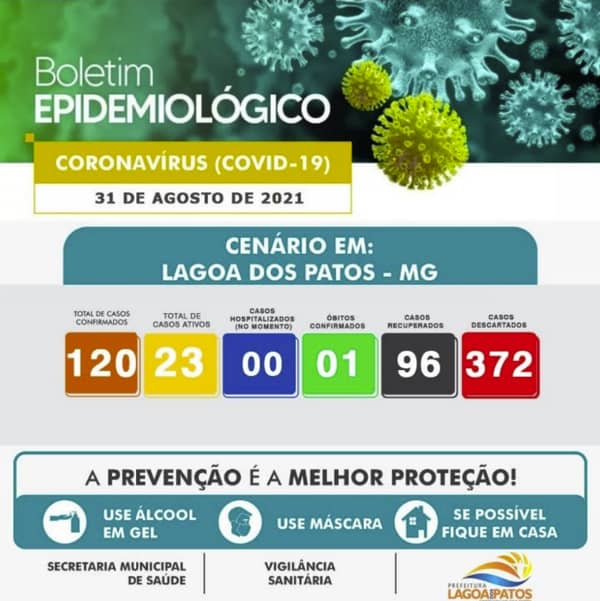 Boletim
EPIDEMIOLÓGICO
CORONAVÍRUS (COVID-19)
31 DE AGOSTO DE 2021
CENÁRIO EM:
LAGOA DOS PATOS - MG
TOTAL DE CASOS
CONFIRMADOS
120
TOTAL DE
CASOS ATIVOS
23
CASOS
HOSPITALIZADOS
(NO MOMENTO)
00
ÓBITOS
CONFIRMADOS
01
CASOS
RECUPERADOS
96
CASOS
DESCARTADOS
372
A PREVENÇÃO É A MELHOR PROTEÇÃO!
USE ÁLCOOL
EM GEL
USE MÁSCARA
SE POSSÍVEL
FIQUE EM CASA
SECRETARIA MUNICIPAL
DE SAÚDE
VIGILÂNCIA
SANITÁRIA
PREFEITURA
LAGOA DOS PATOS